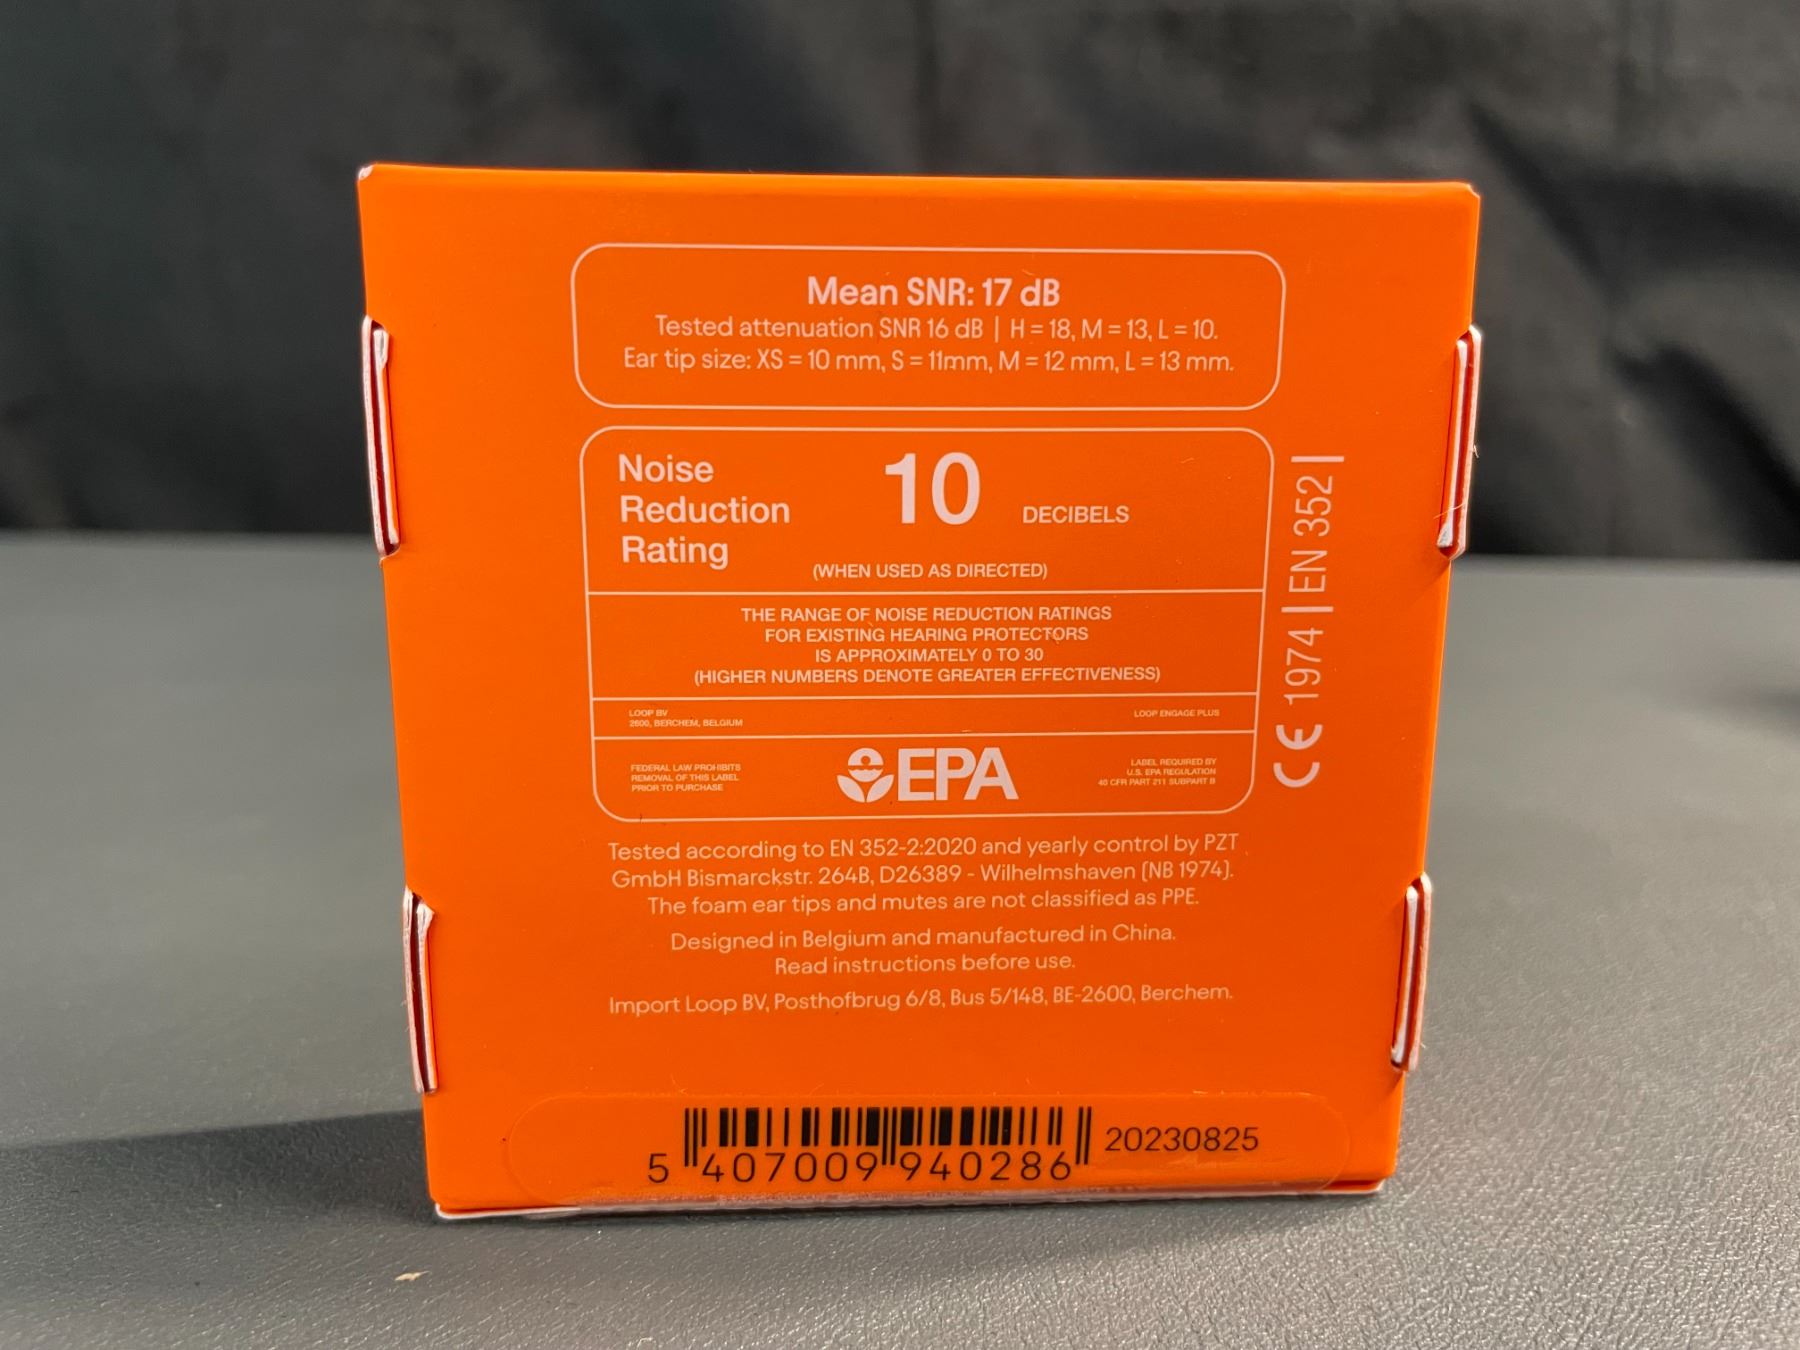 Mean SNR: 17 dB
Tested attenuation SNR 16 dB | H = 18, M = 13, L = 10.
Ear tip size: XS = 10 mm, S = 11mm, M = 12 mm, L = 13 mm.
Noise
Reduction
Rating
10 DECIBELS
(WHEN USED AS DIRECTED)
THE RANGE OF NOISE REDUCTION RATINGS
FOR EXISTING HEARING PROTECTORS
IS APPROXIMATELY 0 TO 30
(HIGHER NUMBERS DENOTE GREATER EFFECTIVENESS)
LOOP BV
2600, BERCHEM, BELGIUM
LOOP ENGAGE PLUS
FEDERAL LAW PROHIBITS
REMOVAL OF THIS LABEL
PRIOR TO PURCHASE
EPA
LABEL REQUIRED BY
U.S. EPA REGULATION
40 CFR PART 211 SUBPART B
CE 1974 | EN 352 |
Tested according to EN 352-2:2020 and yearly control by PZT
GmbH Bismarckstr. 264B, D26389 - Wilhelmshaven (NB 1974).
The foam ear tips and mutes are not classified as PPE.
Designed in Belgium and manufactured in China.
Read instructions before use.
Import Loop BV, Posthofbrug 6/8, Bus 5/148, BE-2600, Berchem.
5 407009 940286
20230825